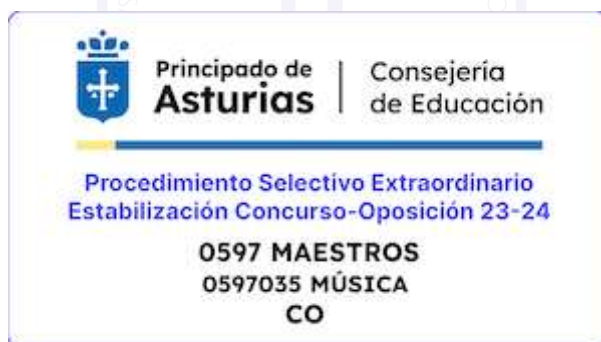 Principado de
Asturias
Consejería
de Educación
Procedimiento Selectivo Extraordinario
Estabilización Concurso-Oposición 23-24
0597 MAESTROS
0597035 MÚSICA
CO